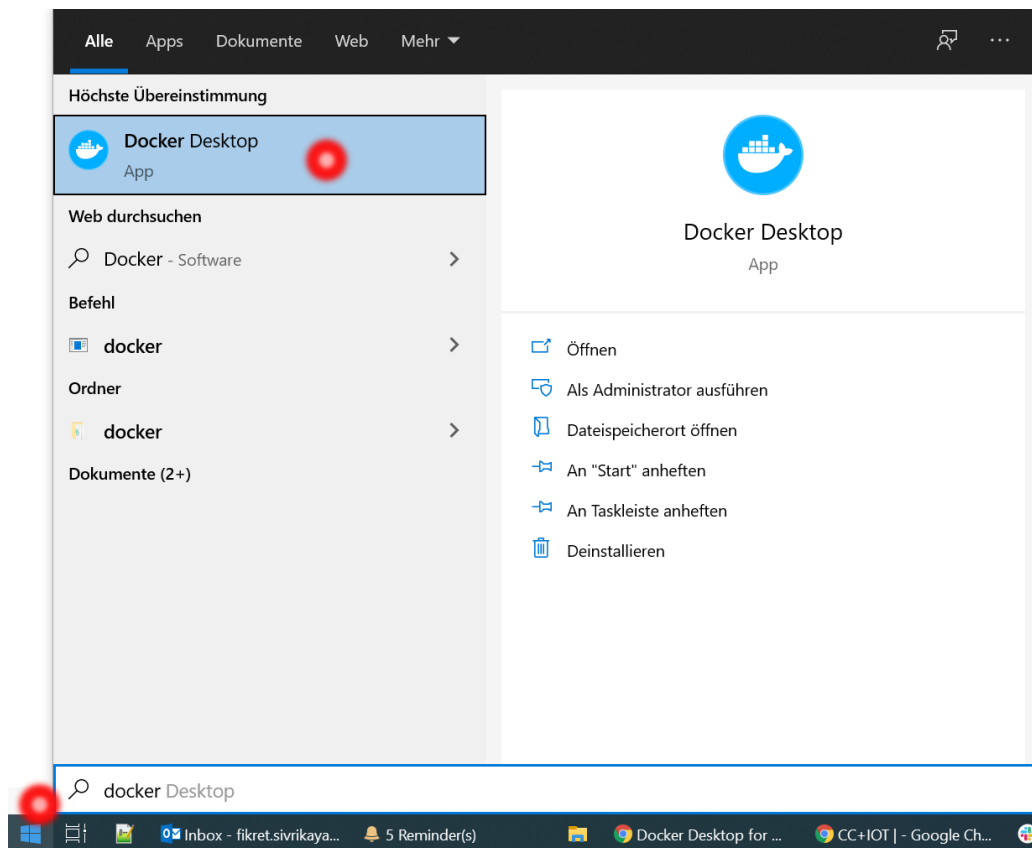 Alle Apps Dokumente Web Mehr
Höchste Übereinstimmung
Docker Desktop
App
Web durchsuchen
Docker - Software
Befehl
docker
Ordner
docker
Dokumente (2+)
Docker Desktop
App
Öffnen
Als Administrator ausführen
Dateispeicherort öffnen
An "Start" anheften
An Taskleiste anheften
Deinstallieren
docker Desktop
Inbox - fikret.sivrikaya... 5 Reminder(s) Docker Desktop for ... CC+IOT | - Google Ch...